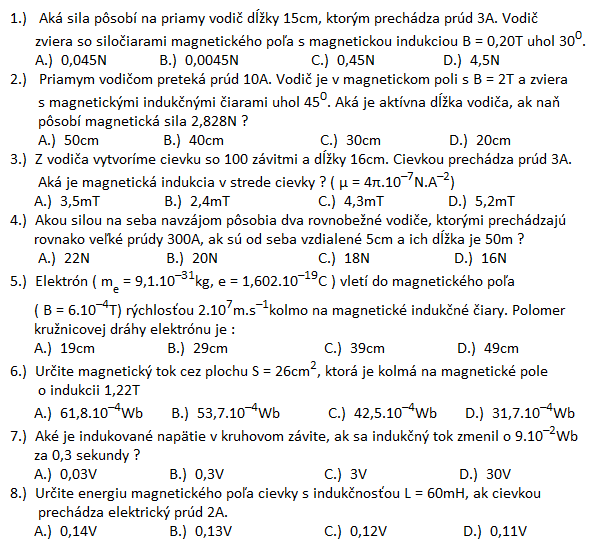 1.) Aká sila pôsobí na priamy vodič dĺžky 15cm, ktorým prechádza prúd 3A. Vodič
zviera so siločiarami magnetického poľa s magnetickou indukciou B = 0,20T uhol 30⁰.
A.) 0,045N B.) 0,0045N C.) 0,45N D.) 4,5N
2.) Priamym vodičom preteká prúd 10A. Vodič je v magnetickom poli s B = 2T a zviera
s magnetickými indukčnými čiarami uhol 45⁰. Aká je aktívna dĺžka vodiča, ak naň
pôsobí magnetická sila 2,828N ?
A.) 50cm B.) 40cm C.) 30cm D.) 20cm
3.) Z vodiča vytvoríme cievku so 100 závitmi a dĺžky 16cm. Cievkou prechádza prúd 3A.
Aká je magnetická indukcia v strede cievky ? ( μ = 4π.10⁻⁷N.A⁻²)
A.) 3,5mT B.) 2,4mT C.) 4,3mT D.) 5,2mT
4.) Akou silou na seba navzájom pôsobia dva rovnobežné vodiče, ktorými prechádzajú
rovnako veľké prúdy 300A, ak sú od seba vzdialené 5cm a ich dĺžka je 50m ?
A.) 22N B.) 20N C.) 18N D.) 16N
5.) Elektrón ( mₑ = 9,1.10⁻³¹kg, e = 1,602.10⁻¹⁹C ) vletí do magnetického poľa
( B = 6.10⁻⁴T) rýchlosťou 2.10⁷m.s⁻¹kolmo na magnetické indukčné čiary. Polomer
kružnicovej dráhy elektrónu je :
A.) 19cm B.) 29cm C.) 39cm D.) 49cm
6.) Určite magnetický tok cez plochu S = 26cm², ktorá je kolmá na magnetické pole
o indukcii 1,22T
A.) 61,8.10⁻⁴Wb B.) 53,7.10⁻⁴Wb C.) 42,5.10⁻⁴Wb D.) 31,7.10⁻⁴Wb
7.) Aké je indukované napätie v kruhovom závite, ak sa indukčný tok zmenil o 9.10⁻²Wb
za 0,3 sekundy ?
A.) 0,03V B.) 0,3V C.) 3V D.) 30V
8.) Určite energiu magnetického poľa cievky s indukčnosťou L = 60mH, ak cievkou
prechádza elektrický prúd 2A.
A.) 0,14V B.) 0,13V C.) 0,12V D.) 0,11V